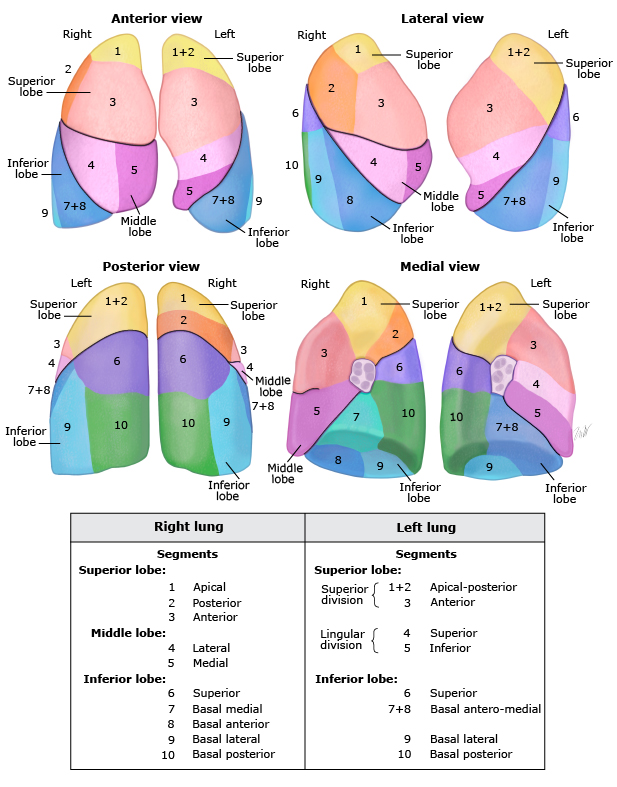 Anterior view
Right
Left
1
1+2
Superior
lobe
2
Superior
lobe
3
3
4
5
4
5
Inferior
lobe
7+8
7+8
9
9
Middle
lobe
Inferior
lobe
Lateral view
Right
Left
1
1+2
Superior
lobe
Superior
lobe
2
3
3
6
6
4
5
4
10
9
8
5
7+8
9
Middle
lobe
Inferior
lobe
Inferior
lobe
Posterior view
Left
Right
1+2
1
Superior
lobe
Superior
lobe
2
3
3
4
4
6
6
Middle
lobe
7+8
7+8
9
10
10
9
Inferior
lobe
Inferior
lobe
Medial view
Right
Left
1
1+2
Superior
lobe
Superior
lobe
2
3
3
6
6
4
5
7
10
10
7+8
5
8
9
9
Middle
lobe
Inferior
lobe
Inferior
lobe
Right lung
Segments
Superior lobe:
1 Apical
2 Posterior
3 Anterior
Middle lobe:
4 Lateral
5 Medial
Inferior lobe:
6 Superior
7 Basal medial
8 Basal anterior
9 Basal lateral
10 Basal posterior
Left lung
Segments
Superior lobe:
Superior
division
1+2 Apical-posterior
3 Anterior
Lingular
division
4 Superior
5 Inferior
Inferior lobe:
6 Superior
7+8 Basal antero-medial
9 Basal lateral
10 Basal posterior